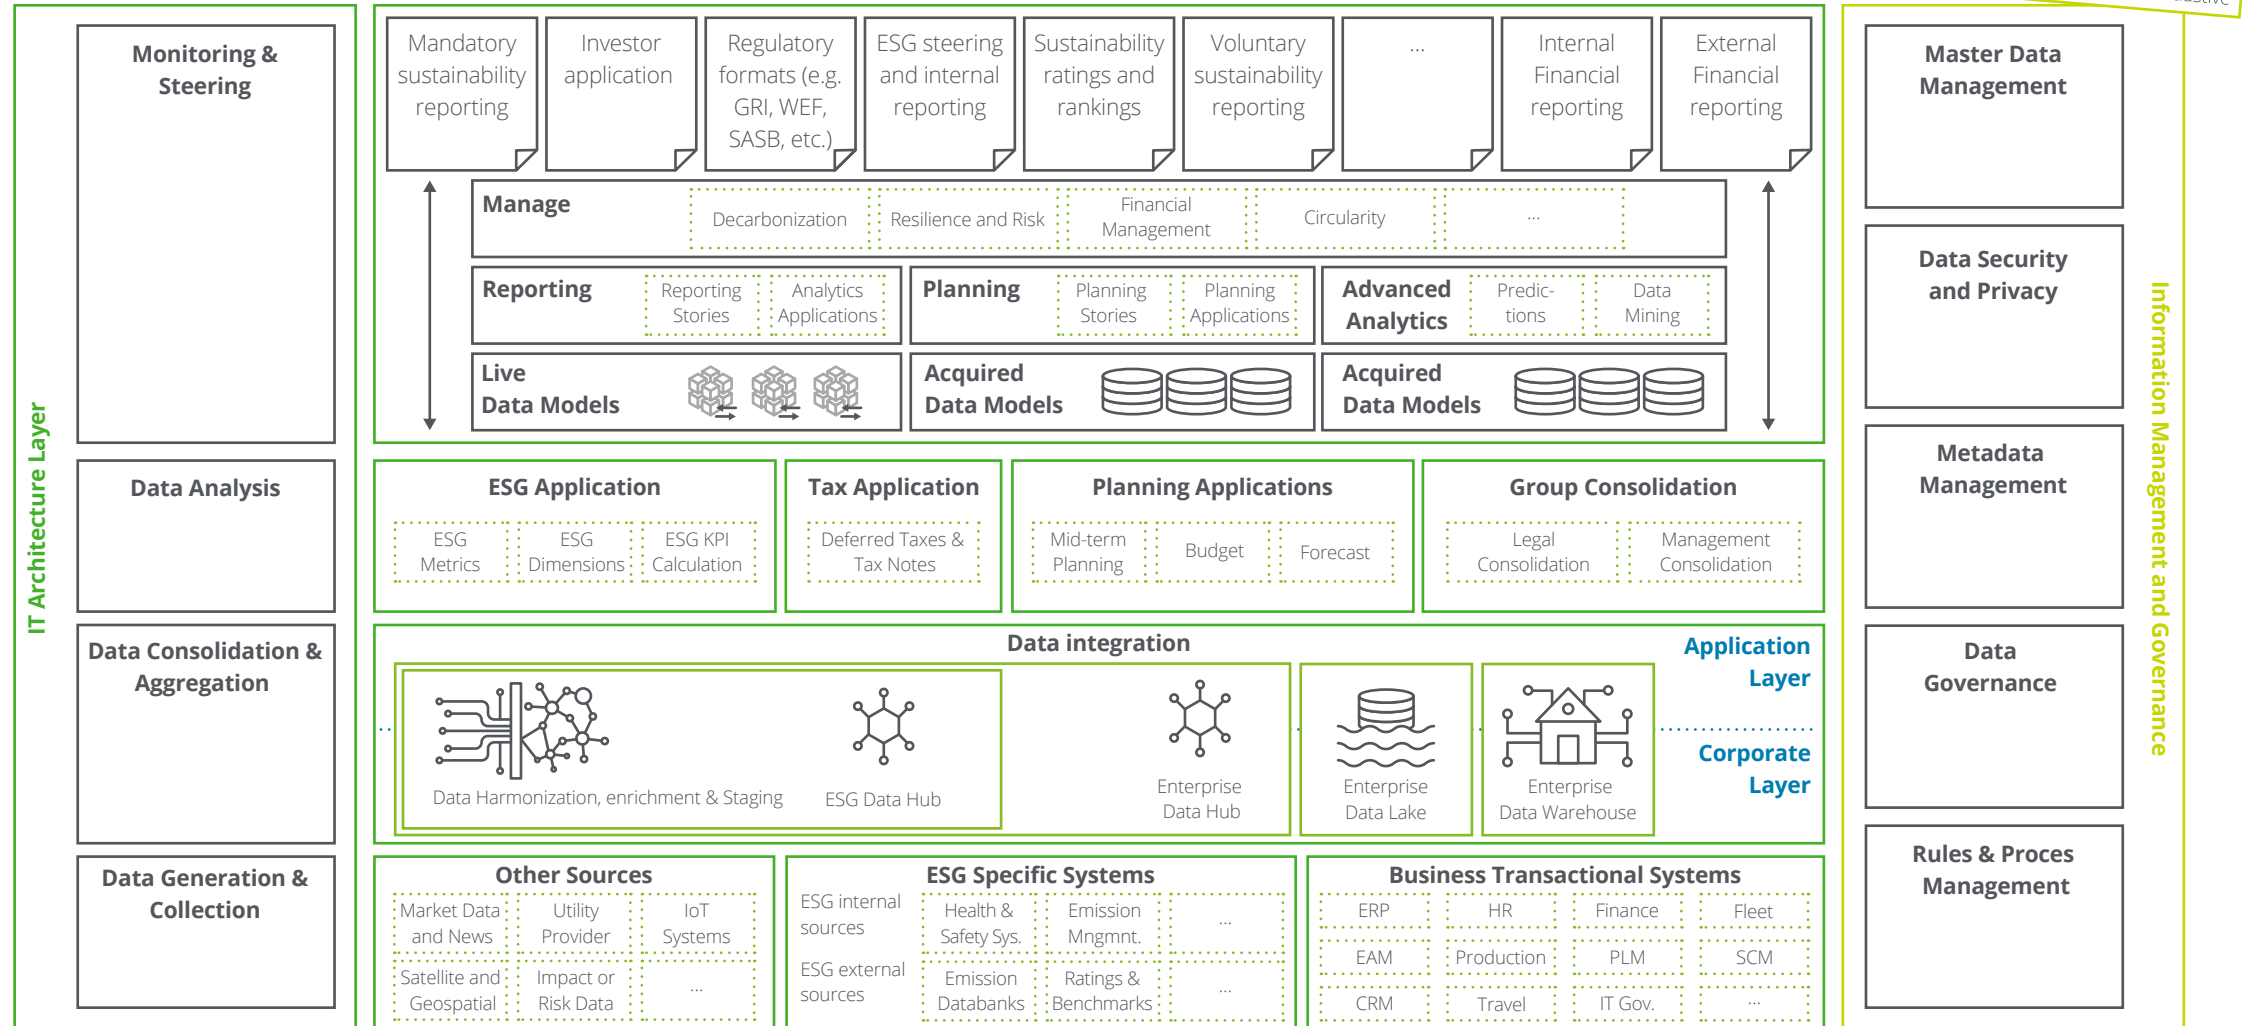 IT Architecture Layer
Monitoring &
Steering
Data Analysis
Data Consolidation &
Aggregation
Data Generation &
Collection
Mandatory
sustainability
reporting
Investor
application
Regulatory
formats (e.g.
GRI, WEF,
SASB, etc.)
ESG steering
and internal
reporting
Sustainability
ratings and
rankings
Voluntary
sustainability
reporting
...
Internal
Financial
reporting
External
Financial
reporting
Manage
Decarbonization
Resilience and Risk
Financial
Management
Circularity
...
Reporting
Reporting
Stories
Analytics
Applications
Planning
Planning
Stories
Planning
Applications
Advanced
Analytics
Predic-
tions
Data
Mining
Live
Data Models
Acquired
Data Models
Acquired
Data Models
ESG Application
ESG
Metrics
ESG
Dimensions
ESG KPI
Calculation
Tax Application
Deferred Taxes &
Tax Notes
Planning Applications
Mid-term
Planning
Budget
Forecast
Group Consolidation
Legal
Consolidation
Management
Consolidation
Data integration
Application
Layer
Corporate
Layer
Data Harmonization, enrichment & Staging
ESG Data Hub
Enterprise
Data Hub
Enterprise
Data Lake
Enterprise
Data Warehouse
Other Sources
Market Data
and News
Utility
Provider
IoT
Systems
Satellite and
Geospatial
Impact or
Risk Data
...
ESG Specific Systems
ESG internal
sources
Health &
Safety Sys.
Emission
Mngmnt.
...
ESG external
sources
Emission
Databanks
Ratings &
Benchmarks
...
Business Transactional Systems
ERP
HR
Finance
Fleet
EAM
Production
PLM
SCM
CRM
Travel
IT Gov.
...
Master Data
Management
Data Security
and Privacy
Metadata
Management
Data
Governance
Rules & Proces
Management
Information Management and Governance